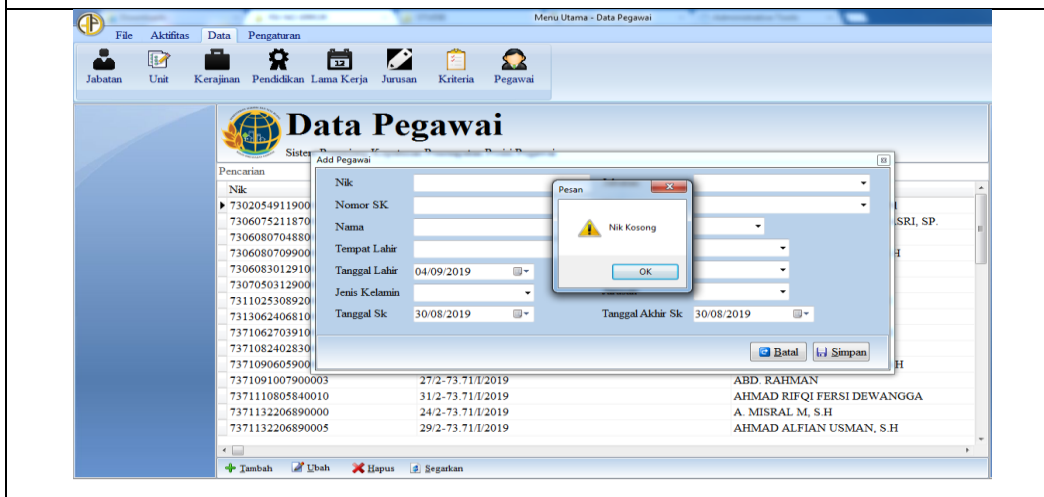 Menu Utama - Data Pegawai
File Aktifitas Data Pengaturan
Jabatan Unit Kerajinan Pendidikan Lama Kerja Jurusan Kriteria Pegawai
Data Pegawai
Pencarian
Add Pegawai
Nik
Nomor SK
Nama
Tempat Lahir
Tanggal Lahir 04/09/2019
Jenis Kelamin
Tanggal Sk 30/08/2019 Tanggal Akhir Sk 30/08/2019
Batal Simpan
Pesan
Nik Kosong
OK
Nik
7302054911900
7306075211870 SRI, SP.
7306080704880
7306080709900 H
7306083012910
7307050312900
7311025308920
7313062406810
7371062703910
7371082402830
7371090605900 H
7371091007900003 27/2-73.71/I/2019 ABD. RAHMAN
7371110805840010 31/2-73.71/I/2019 AHMAD RIFQI FERSI DEWANGGA
7371132206890000 24/2-73.71/I/2019 A. MISRAL M, S.H
7371132206890005 29/2-73.71/I/2019 AHMAD ALFIAN USMAN, S.H
Tambah Ubah Hapus Segarkan